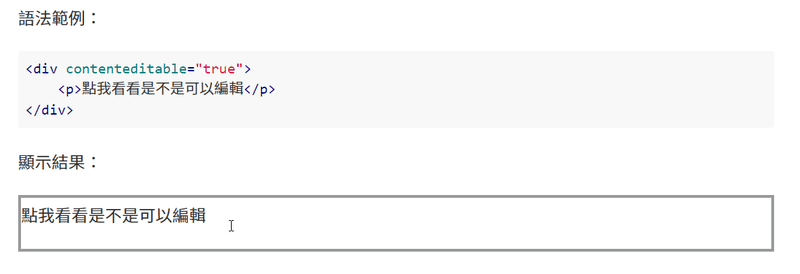 語法範例：
<div contenteditable="true">
    <p>點我看看是不是可以編輯</p>
</div>
顯示結果：
點我看看是不是可以編輯